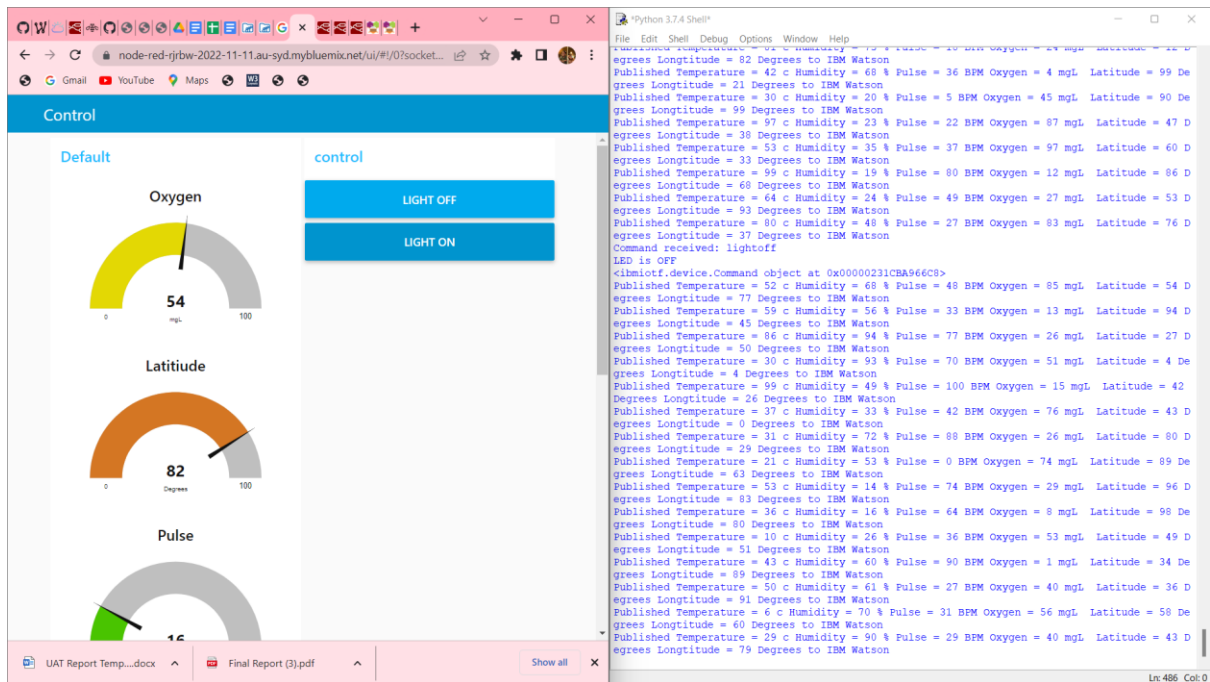 node-red-rjrbw-2022-11-11.au-syd.mybluemix.net/ui/#!/0?socket...
Gmail
YouTube
Maps
Control
Default
Oxygen
54
0
mgL
100
Latitiude
82
0
Degrees
100
Pulse
16
control
LIGHT OFF
LIGHT ON
UAT Report Temp....docx
Final Report (3).pdf
Show all
*Python 3.7.4 Shell*
File Edit Shell Debug Options Window Help
egrees Longtitude = 82 Degrees to IBM Watson
Published Temperature = 42 c Humidity = 68 % Pulse = 36 BPM Oxygen = 4 mgL  Latitude = 99 De
grees Longtitude = 21 Degrees to IBM Watson
Published Temperature = 30 c Humidity = 20 % Pulse = 5 BPM Oxygen = 45 mgL  Latitude = 90 De
grees Longtitude = 99 Degrees to IBM Watson
Published Temperature = 97 c Humidity = 23 % Pulse = 22 BPM Oxygen = 87 mgL  Latitude = 47 D
egrees Longtitude = 38 Degrees to IBM Watson
Published Temperature = 53 c Humidity = 35 % Pulse = 37 BPM Oxygen = 97 mgL  Latitude = 60 D
egrees Longtitude = 33 Degrees to IBM Watson
Published Temperature = 99 c Humidity = 19 % Pulse = 80 BPM Oxygen = 12 mgL  Latitude = 86 D
egrees Longtitude = 68 Degrees to IBM Watson
Published Temperature = 64 c Humidity = 24 % Pulse = 49 BPM Oxygen = 27 mgL  Latitude = 53 D
egrees Longtitude = 93 Degrees to IBM Watson
Published Temperature = 80 c Humidity = 48 % Pulse = 27 BPM Oxygen = 83 mgL  Latitude = 76 D
egrees Longtitude = 37 Degrees to IBM Watson
Command received: lightoff
LED is OFF
<ibmiotf.device.Command object at 0x00000231CBA966C8>
Published Temperature = 52 c Humidity = 68 % Pulse = 48 BPM Oxygen = 85 mgL  Latitude = 54 D
egrees Longtitude = 77 Degrees to IBM Watson
Published Temperature = 59 c Humidity = 56 % Pulse = 33 BPM Oxygen = 13 mgL  Latitude = 94 D
egrees Longtitude = 45 Degrees to IBM Watson
Published Temperature = 86 c Humidity = 94 % Pulse = 77 BPM Oxygen = 26 mgL  Latitude = 27 D
egrees Longtitude = 50 Degrees to IBM Watson
Published Temperature = 30 c Humidity = 93 % Pulse = 70 BPM Oxygen = 51 mgL  Latitude = 4 De
grees Longtitude = 4 Degrees to IBM Watson
Published Temperature = 99 c Humidity = 49 % Pulse = 100 BPM Oxygen = 15 mgL  Latitude = 42
Degrees Longtitude = 26 Degrees to IBM Watson
Published Temperature = 37 c Humidity = 33 % Pulse = 42 BPM Oxygen = 76 mgL  Latitude = 43 D
egrees Longtitude = 0 Degrees to IBM Watson
Published Temperature = 31 c Humidity = 72 % Pulse = 88 BPM Oxygen = 26 mgL  Latitude = 80 D
egrees Longtitude = 29 Degrees to IBM Watson
Published Temperature = 21 c Humidity = 53 % Pulse = 0 BPM Oxygen = 74 mgL  Latitude = 89 De
grees Longtitude = 63 Degrees to IBM Watson
Published Temperature = 53 c Humidity = 14 % Pulse = 74 BPM Oxygen = 29 mgL  Latitude = 96 D
egrees Longtitude = 83 Degrees to IBM Watson
Published Temperature = 36 c Humidity = 16 % Pulse = 64 BPM Oxygen = 8 mgL  Latitude = 98 De
grees Longtitude = 80 Degrees to IBM Watson
Published Temperature = 10 c Humidity = 26 % Pulse = 36 BPM Oxygen = 53 mgL  Latitude = 49 D
egrees Longtitude = 51 Degrees to IBM Watson
Published Temperature = 43 c Humidity = 60 % Pulse = 90 BPM Oxygen = 1 mgL  Latitude = 34 De
grees Longtitude = 89 Degrees to IBM Watson
Published Temperature = 50 c Humidity = 61 % Pulse = 27 BPM Oxygen = 40 mgL  Latitude = 36 D
egrees Longtitude = 91 Degrees to IBM Watson
Published Temperature = 6 c Humidity = 70 % Pulse = 31 BPM Oxygen = 56 mgL  Latitude = 58 De
grees Longtitude = 60 Degrees to IBM Watson
Published Temperature = 29 c Humidity = 90 % Pulse = 29 BPM Oxygen = 40 mgL  Latitude = 43 D
egrees Longtitude = 79 Degrees to IBM Watson
Ln: 486 Col: 0